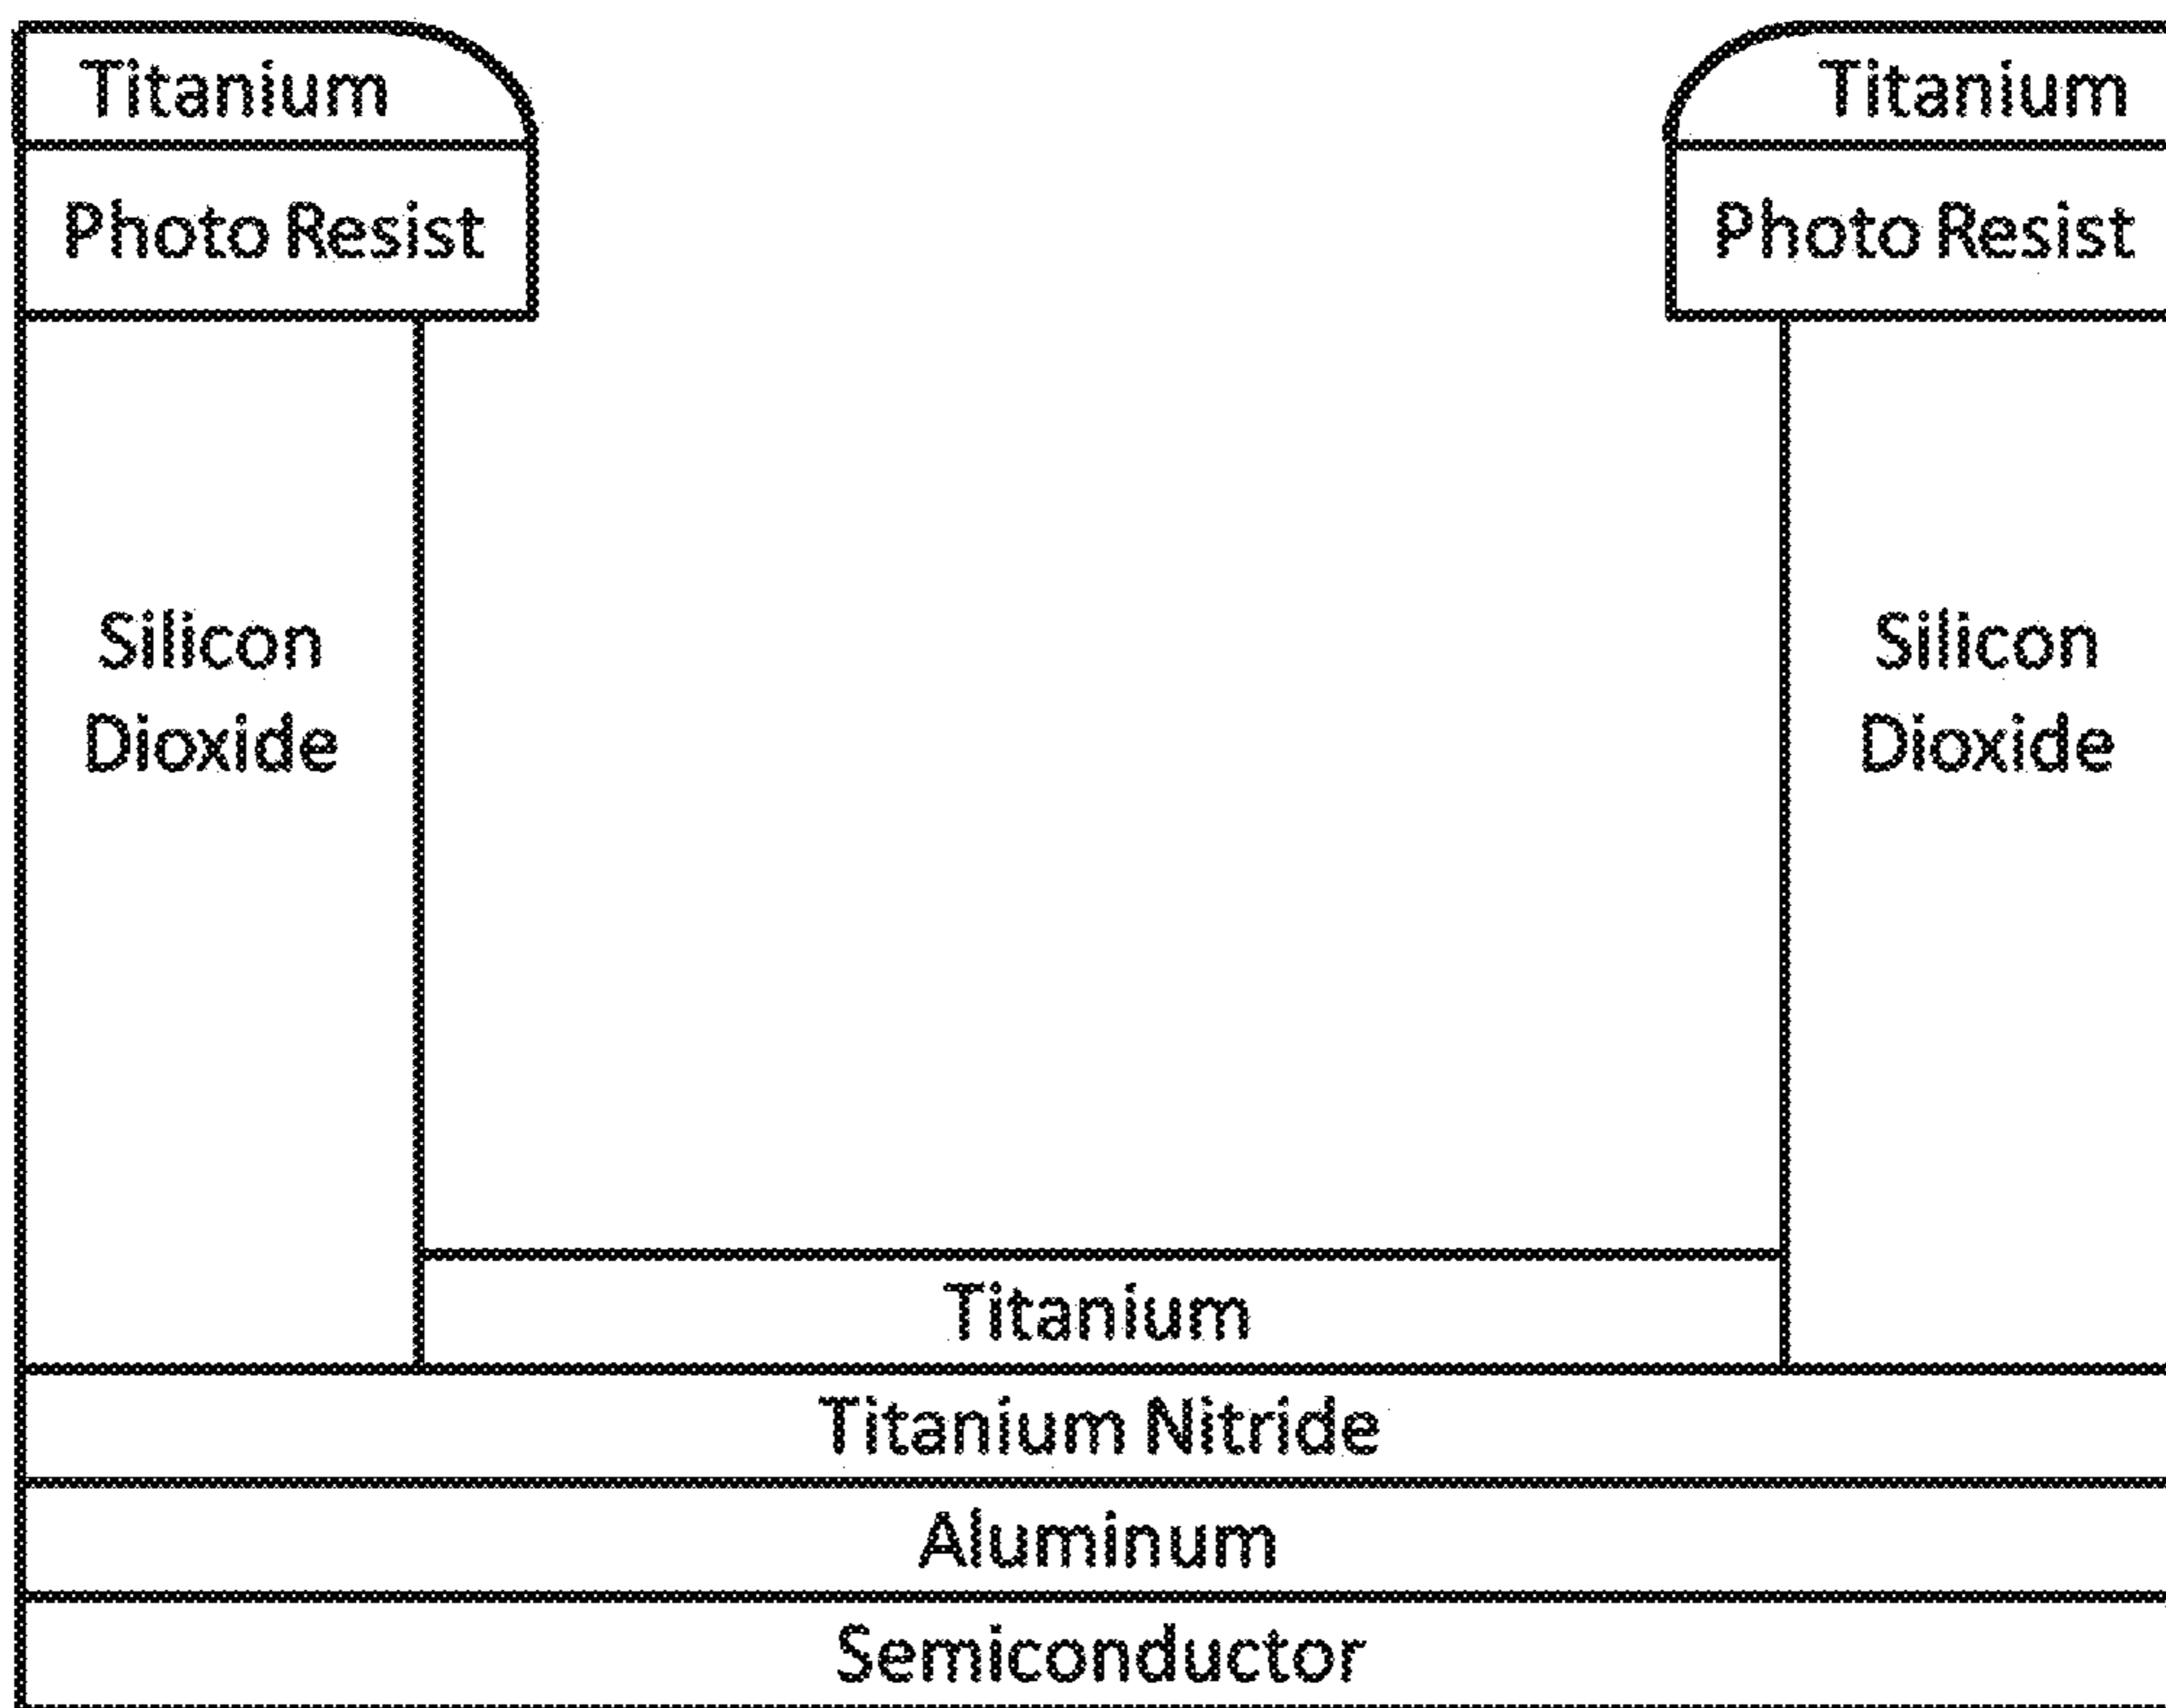 Titanium
Titanium
Photo Resist
Photo Resist
Silicon
Dioxide
Silicon
Dioxide
Titanium
Titanium Nitride
Aluminum
Semiconductor